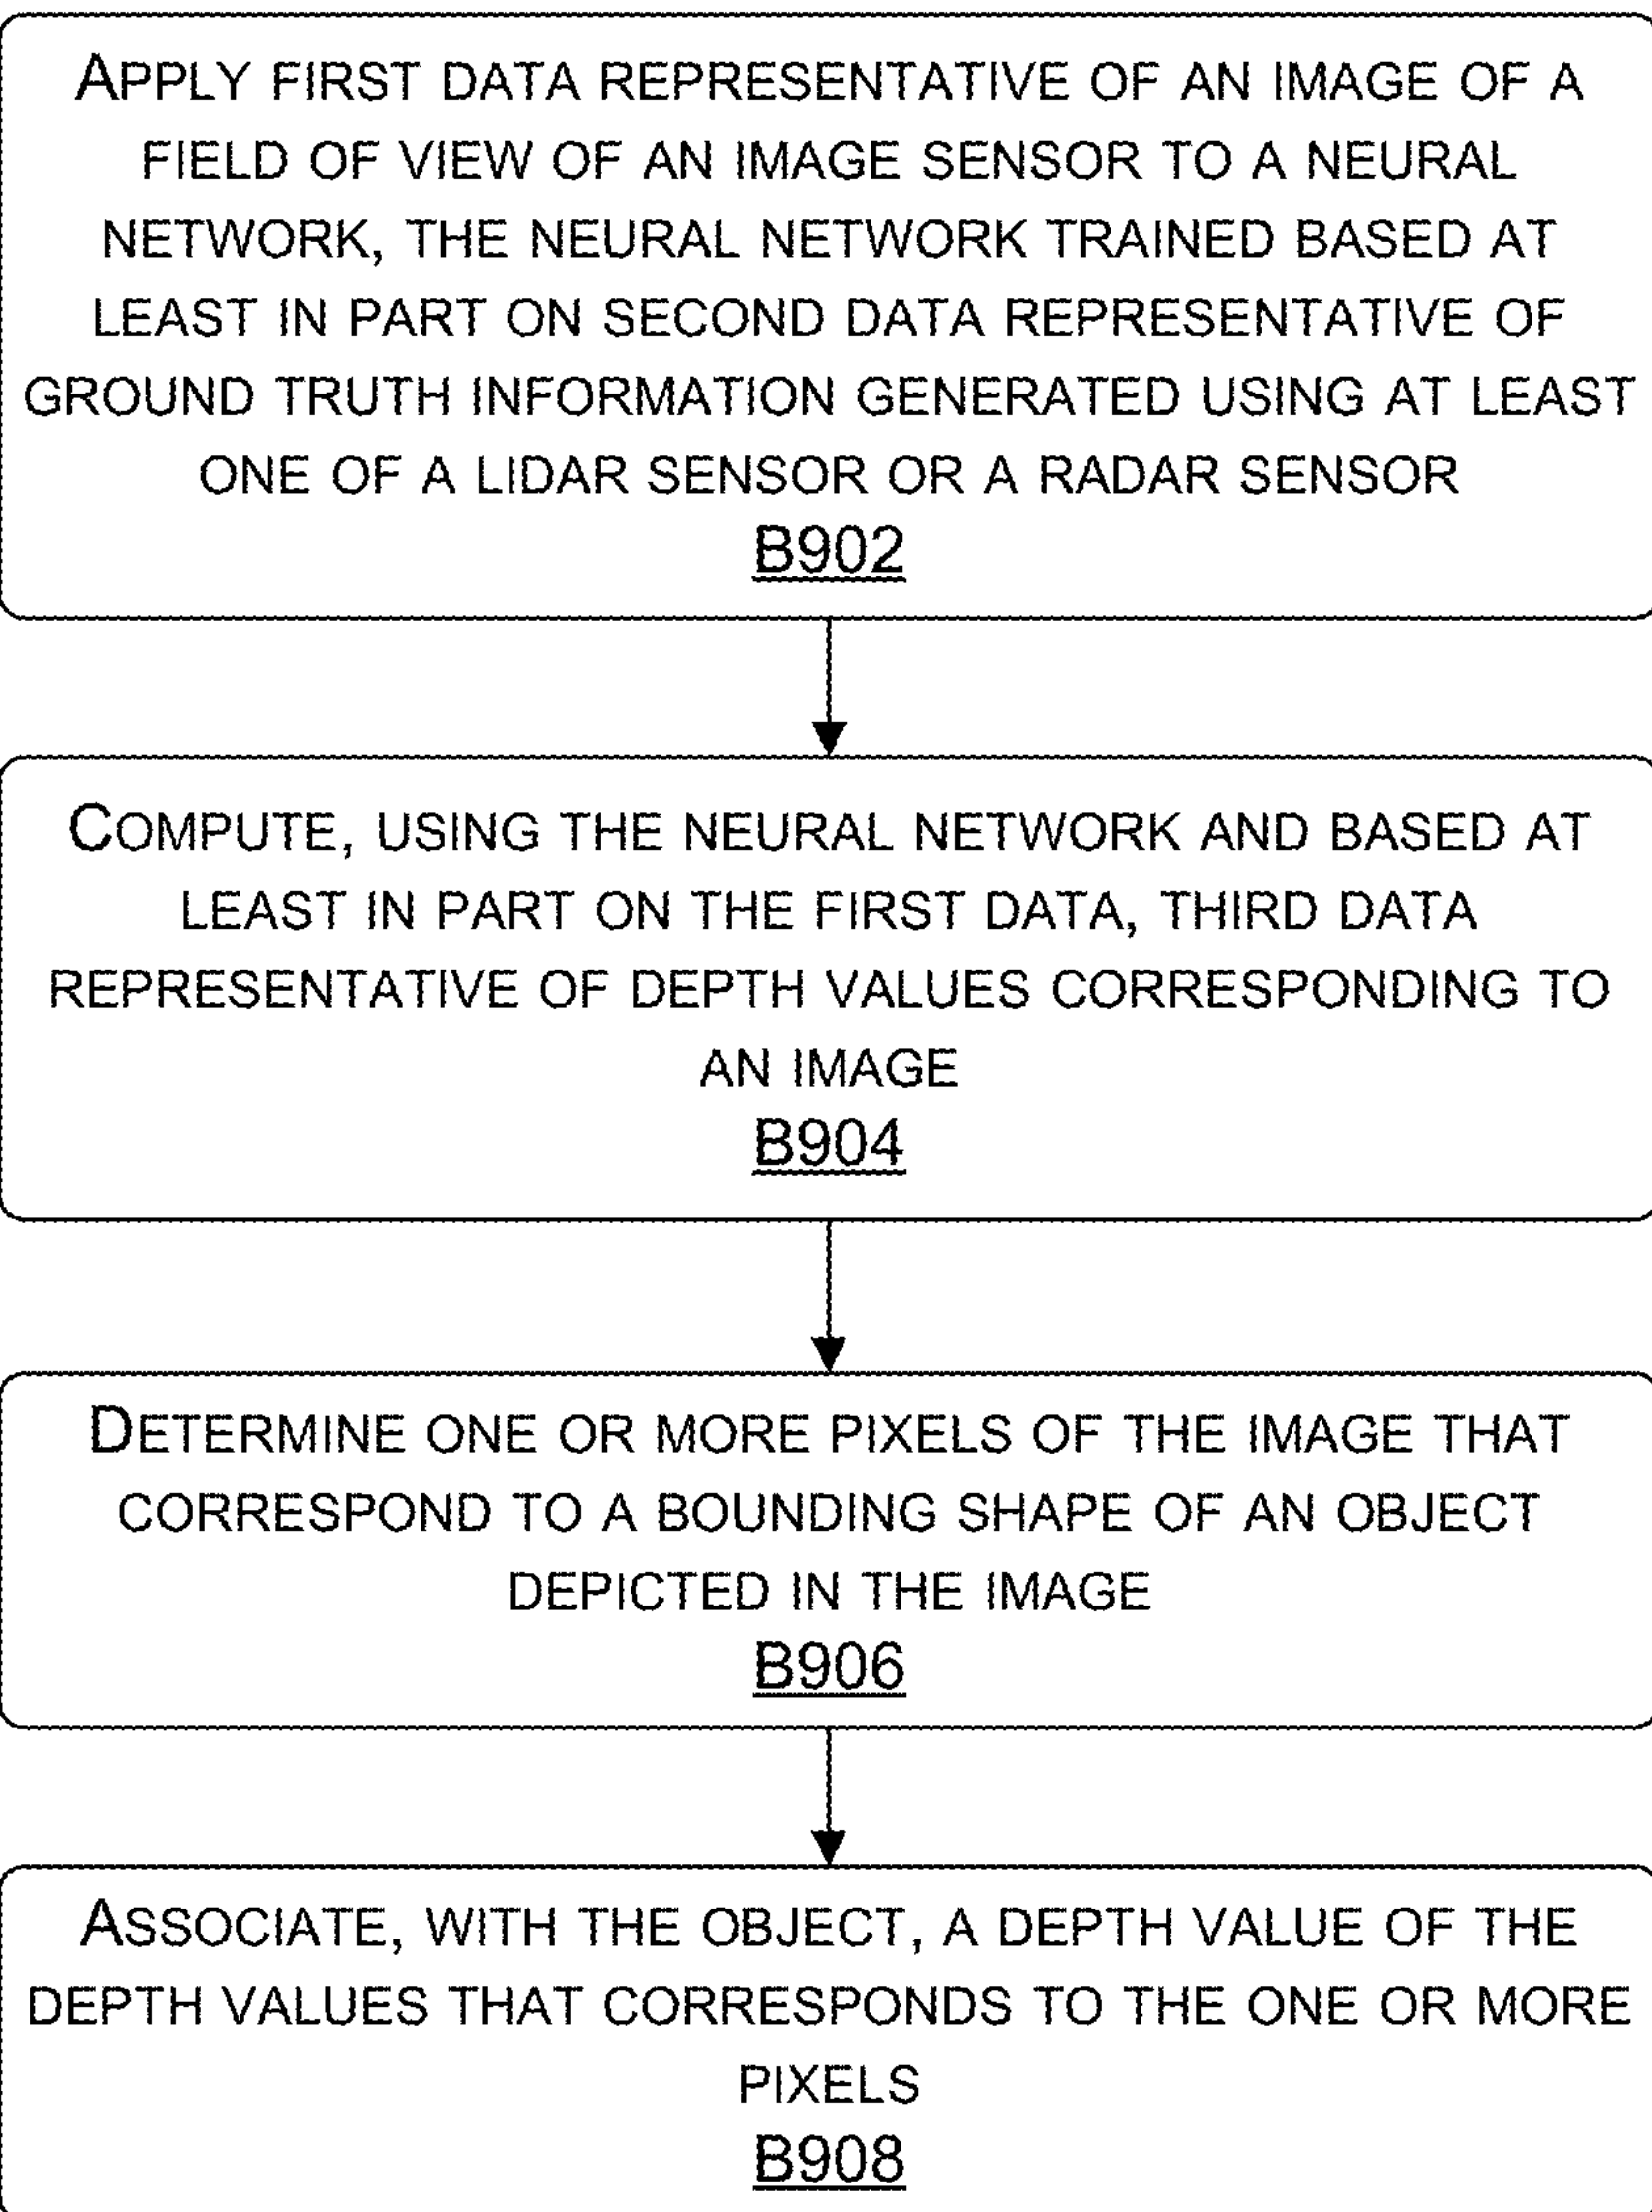 APPLY FIRST DATA REPRESENTATIVE OF AN IMAGE OF A
FIELD OF VIEW OF AN IMAGE SENSOR TO A NEURAL
NETWORK, THE NEURAL NETWORK TRAINED BASED AT
LEAST IN PART ON SECOND DATA REPRESENTATIVE OF
GROUND TRUTH INFORMATION GENERATED USING AT LEAST
ONE OF A LIDAR SENSOR OR A RADAR SENSOR
B902
COMPUTE, USING THE NEURAL NETWORK AND BASED AT
LEAST IN PART ON THE FIRST DATA, THIRD DATA
REPRESENTATIVE OF DEPTH VALUES CORRESPONDING TO
AN IMAGE
B904
DETERMINE ONE OR MORE PIXELS OF THE IMAGE THAT
CORRESPOND TO A BOUNDING SHAPE OF AN OBJECT
DEPICTED IN THE IMAGE
B906
ASSOCIATE, WITH THE OBJECT, A DEPTH VALUE OF THE
DEPTH VALUES THAT CORRESPONDS TO THE ONE OR MORE
PIXELS
B908